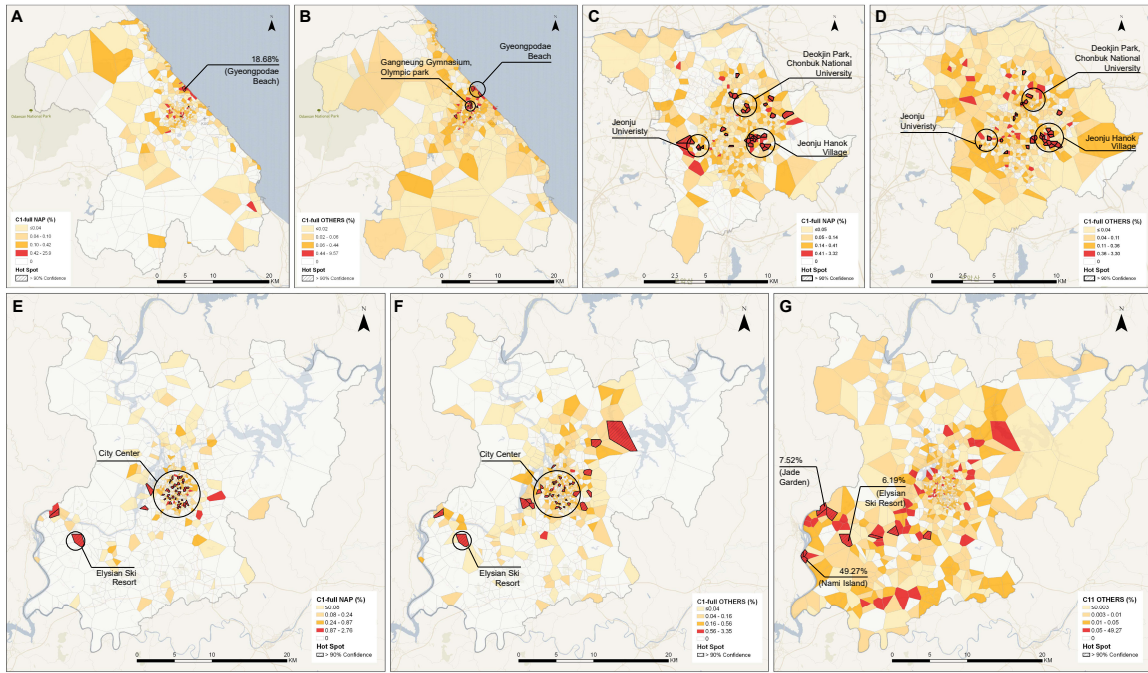 A
N
18.68%
(Gyeongpodae
Beach)
C1-full NAP (%)
≤0.04
0.04 - 0.10
0.10 - 0.42
0.42 - 25.8
0
Hot Spot
> 90% Confidence
0 5 10 20
KM
B
N
Gyeongpodae
Beach
Gangneung Gymnasium,
Olympic park
C1-full OTHERS (%)
≤0.02
0.02 - 0.06
0.06 - 0.44
0.44 - 9.57
0
Hot Spot
> 90% Confidence
0 5 10 20
KM
C
N
Deokjin Park,
Chonbuk National
University
Jeonju
Univeristy
Jeonju Hanok
Village
C1-full NAP (%)
≤0.05
0.05 - 0.14
0.14 - 0.41
0.41 - 3.32
0
Hot Spot
> 90% Confidence
0 2.5 5 10
KM
D
N
Deokjin Park,
Chonbuk National
University
Jeonju
Univeristy
Jeonju Hanok
Village
C1-full OTHERS (%)
≤ 0.04
0.04 - 0.11
0.11 - 0.36
0.36 - 3.30
0
Hot Spot
> 90% Confidence
0 2.5 5 10
KM
E
N
City Center
Elysian Ski
Resort
C1-full NAP (%)
≤0.08
0.08 - 0.24
0.24 - 0.87
0.87 - 2.76
0
Hot Spot
> 90% Confidence
0 5 10 20
KM
F
N
City Center
Elysian Ski
Resort
C1-full OTHERS (%)
≤0.04
0.04 - 0.16
0.16 - 0.56
0.56 - 3.35
0
Hot Spot
> 90% Confidence
0 5 10 20
KM
G
N
7.52%
(Jade
Garden)
6.19%
(Elysian
Ski Resort)
49.27%
(Nami Island)
C11 OTHERS (%)
≤0.003
0.003 - 0.01
0.01 - 0.05
0.05 - 49.27
0
Hot Spot
> 90% Confidence
0 5 10 20
KM